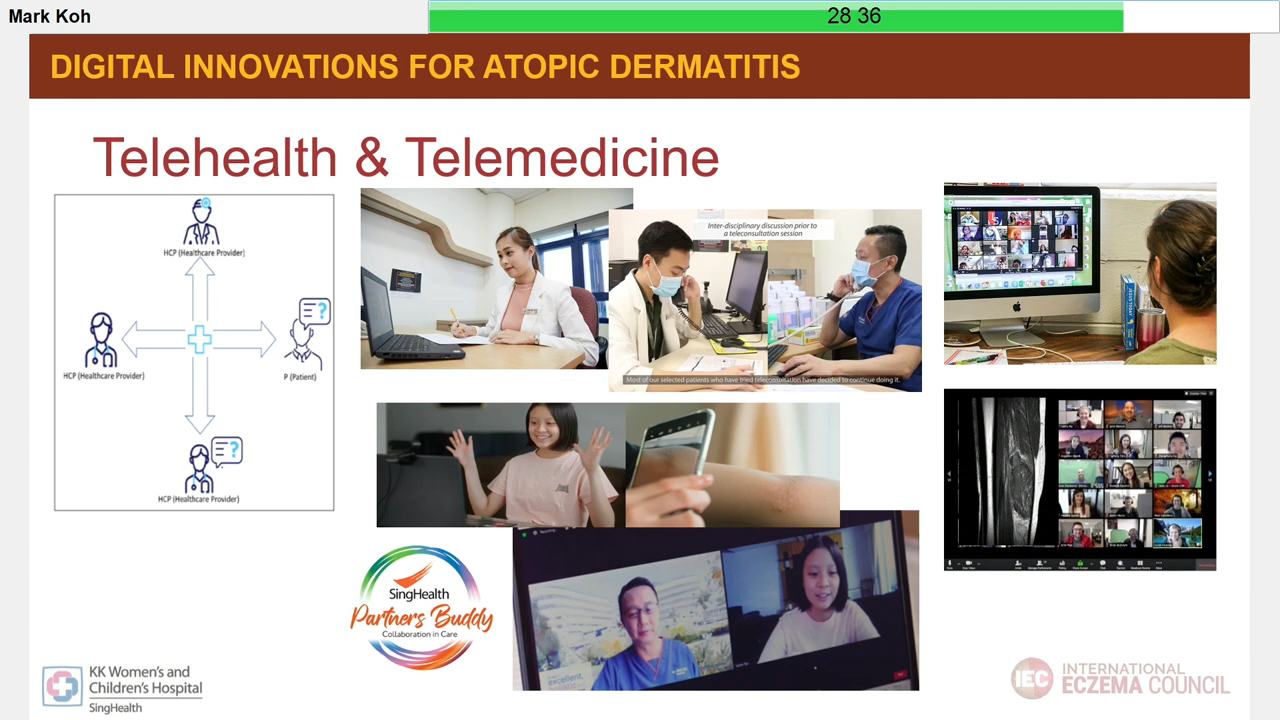 Mark Koh
28 36
DIGITAL INNOVATIONS FOR ATOPIC DERMATITIS
Telehealth & Telemedicine
HCP (Healthcare Provider)
HCP (Healthcare Provider)
P (Patient)
HCP (Healthcare Provider)
Inter-disciplinary discussion prior to
a teleconsultation session
Most of our selected patients who have tried teleconsultation have decided to continue doing it.
SingHealth
Partners Buddy
Collaboration in Care
excellent.
KK Women's and
Children's Hospital
SingHealth
IEC
INTERNATIONAL
ECZEMA COUNCIL